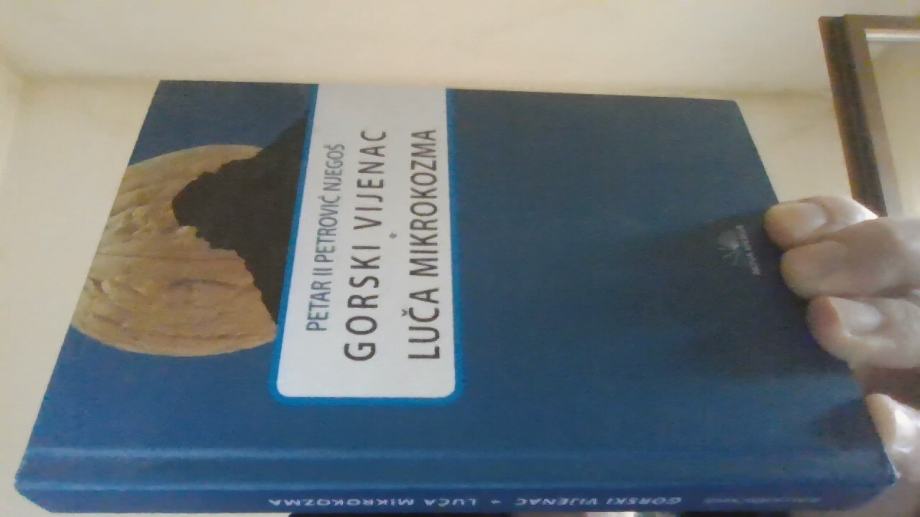 PETAR II PETROVIĆ NJEGOŠ
GORSKI VIJENAC
LUČA MIKROKOZMA
GORSKI VIJENAC • LUČA MIKROKOZMA